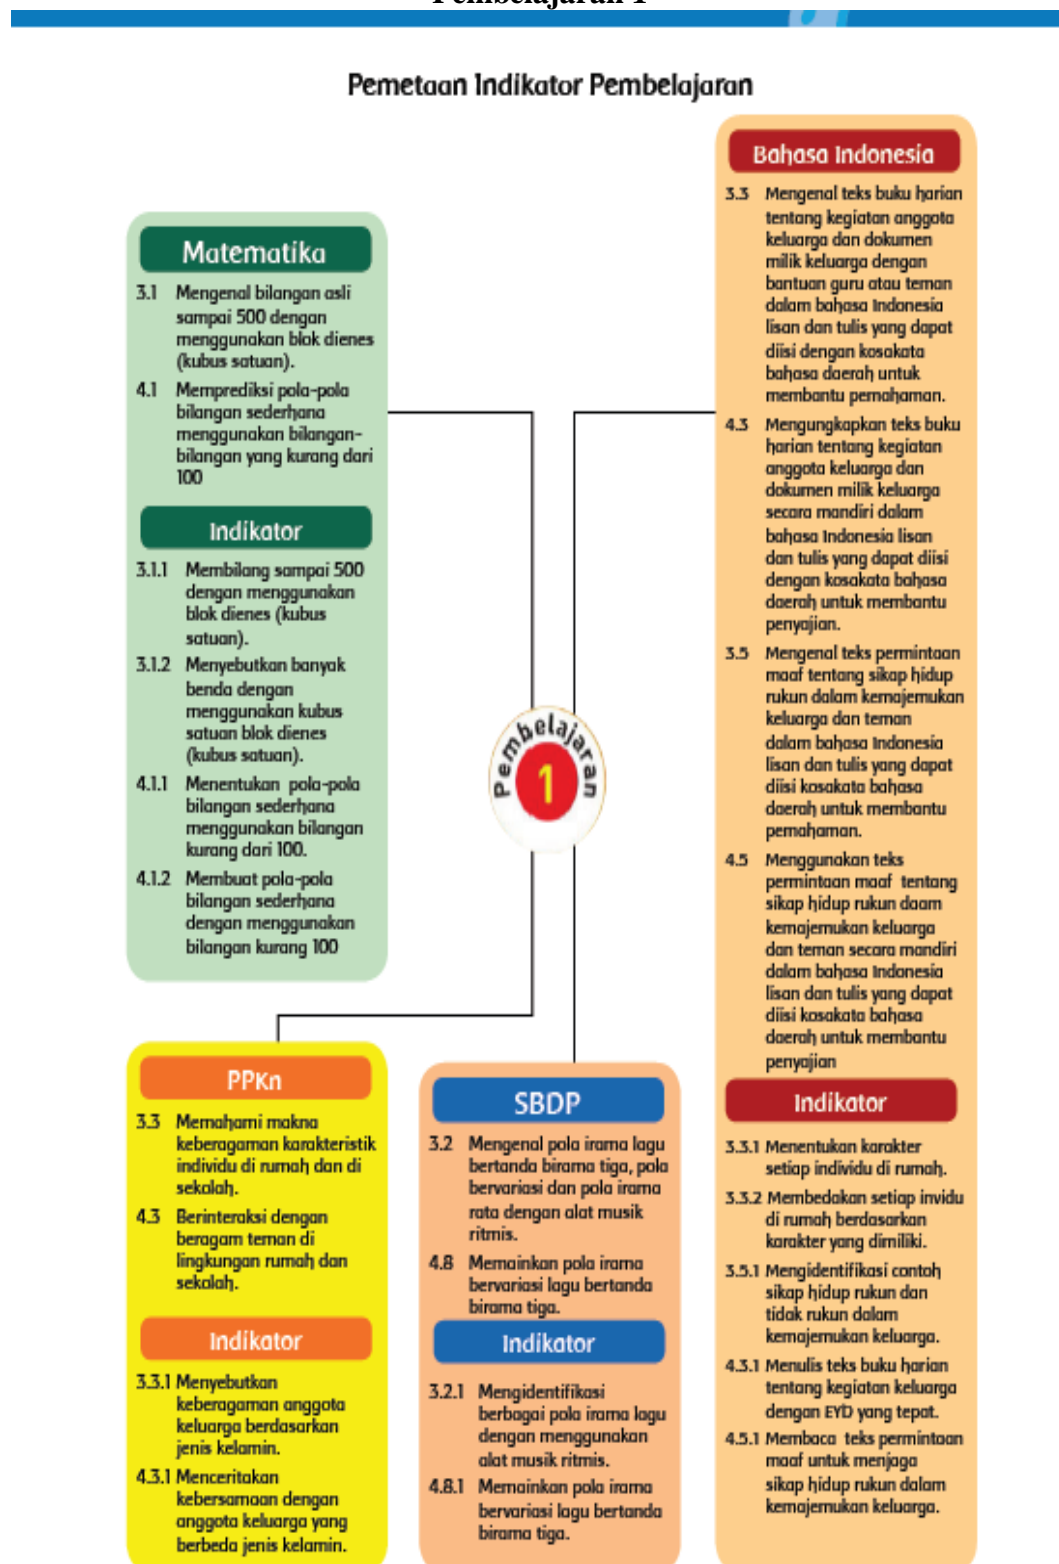 Pembelajaran 1
Pemetaan Indikator Pembelajaran
Matematika
3.1 Mengenal bilangan asli
sampai 500 dengan
menggunakan blok dienes
(kubus satuan).
4.1 Memprediksi pola-pola
bilangan sederhana
menggunakan bilangan-
bilangan yang kurang dari
100
Indikator
3.1.1 Membilang sampai 500
dengan menggunakan
blok dienes (kubus
satuan).
3.1.2 Menyebutkan banyak
benda dengan
menggunakan kubus
satuan blok dienes
(kubus satuan).
4.1.1 Menentukan pola-pola
bilangan sederhana
menggunakan bilangan
kurang dari 100.
4.1.2 Membuat pola-pola
bilangan sederhana
dengan menggunakan
bilangan kurang 100
Bahasa Indonesia
3.3 Mengenal teks buku harian
tentang kegiatan anggota
keluarga dan dokumen
milik keluarga dengan
bantuan guru atau teman
dalam bahasa Indonesia
lisan dan tulis yang dapat
diisi dengan kosakata
bahasa daerah untuk
membantu pemahaman.
4.3 Mengungkapkan teks buku
harian tentang kegiatan
anggota keluarga dan
dokumen milik keluarga
secara mandiri dalam
bahasa Indonesia lisan
dan tulis yang dapat diisi
dengan kosakata bahasa
daerah untuk membantu
penyajian.
3.5 Mengenal teks permintaan
maaf tentang sikap hidup
rukun dalam kemajemukan
keluarga dan teman
dalam bahasa Indonesia
lisan dan tulis yang dapat
diisi kosakata bahasa
daerah untuk membantu
pemahaman.
4.5 Menggunakan teks
permintaan maaf tentang
sikap hidup rukun daam
kemajemukan keluarga
dan teman secara mandiri
dalam bahasa Indonesia
lisan dan tulis yang dapat
diisi kosakata bahasa
daerah untuk membantu
penyajian
Indikator
3.3.1 Menentukan karakter
setiap individu di rumah.
3.3.2 Membedakan setiap invidu
di rumah berdasarkan
karakter yang dimiliki.
3.5.1 Mengidentifikasi contoh
sikap hidup rukun dan
tidak rukun dalam
kemajemukan keluarga.
4.3.1 Menulis teks buku harian
tentang kegiatan keluarga
dengan EYD yang tepat.
4.5.1 Membaca teks permintaan
maaf untuk menjaga
sikap hidup rukun dalam
kemajemukan keluarga.
Pembelajaran
1
PPKn
3.3 Memahami makna
keberagaman karakteristik
individu di rumah dan di
sekolah.
4.3 Berinteraksi dengan
beragam teman di
lingkungan rumah dan
sekolah.
Indikator
3.3.1 Menyebutkan
keberagaman anggota
keluarga berdasarkan
jenis kelamin.
4.3.1 Menceritakan
kebersamaan dengan
anggota keluarga yang
berbeda jenis kelamin.
SBDP
3.2 Mengenal pola irama lagu
bertanda birama tiga, pola
bervariasi dan pola irama
rata dengan alat musik
ritmis.
4.8 Memainkan pola irama
bervariasi lagu bertanda
birama tiga.
Indikator
3.2.1 Mengidentifikasi
berbagai pola irama lagu
dengan menggunakan
alat musik ritmis.
4.8.1 Memainkan pola irama
bervariasi lagu bertanda
birama tiga.